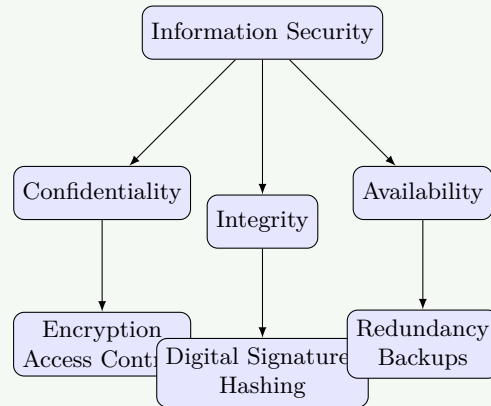 Information Security
Confidentiality
Availability
Integrity
Encryption
Access Contr
Redundancy
Backups
Digital Signature
Hashing